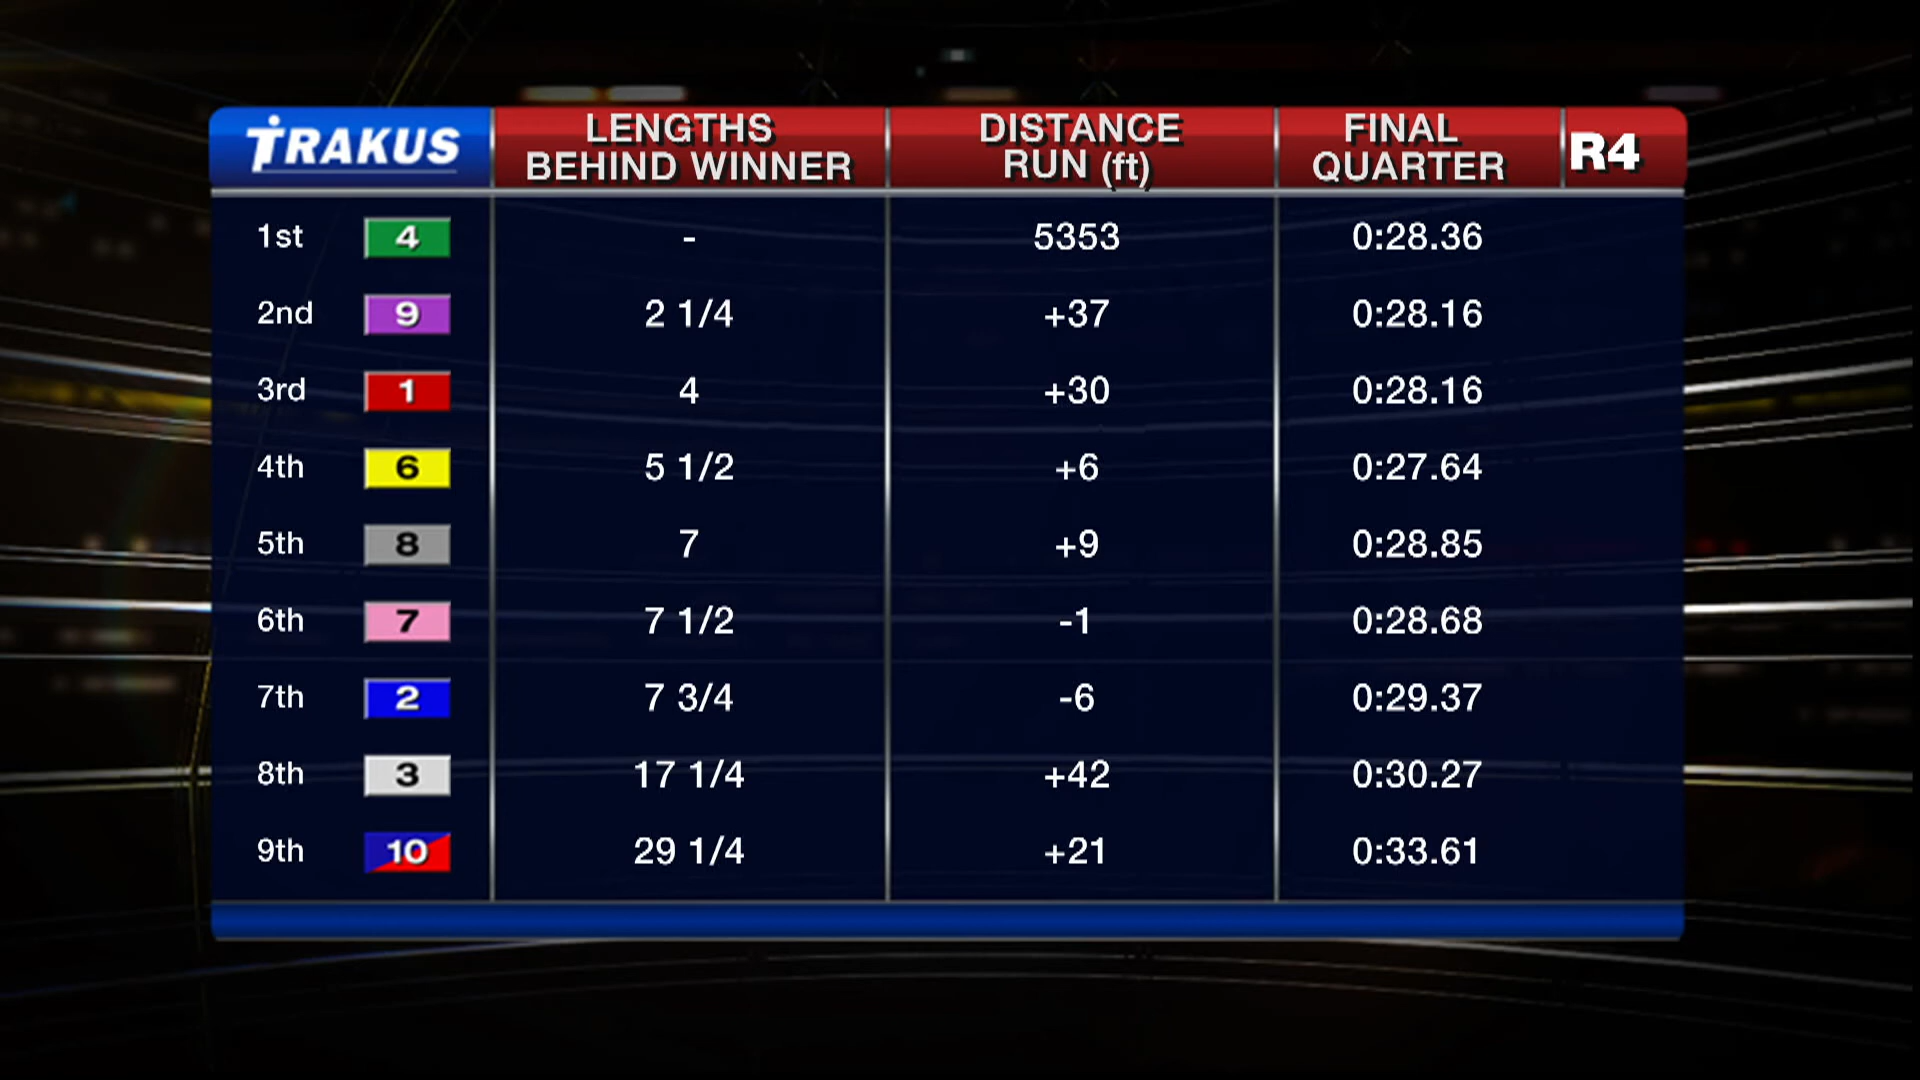 TRAKUS LENGTHS BEHIND WINNER DISTANCE RUN (ft) FINAL QUARTER R4
1st 4 - 5353 0:28.36
2nd 9 2 1/4 +37 0:28.16
3rd 1 4 +30 0:28.16
4th 6 5 1/2 +6 0:27.64
5th 8 7 +9 0:28.85
6th 7 7 1/2 -1 0:28.68
7th 2 7 3/4 -6 0:29.37
8th 3 17 1/4 +42 0:30.27
9th 10 29 1/4 +21 0:33.61